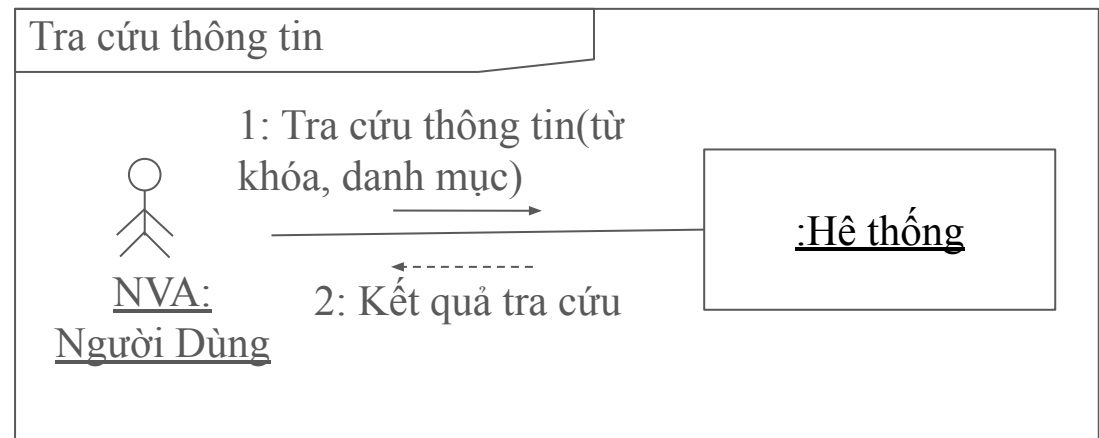 Tra cứu thông tin
1: Tra cứu thông tin(từ
khóa, danh mục)
:Hê thống
NVA:
Người Dùng
2: Kết quả tra cứu